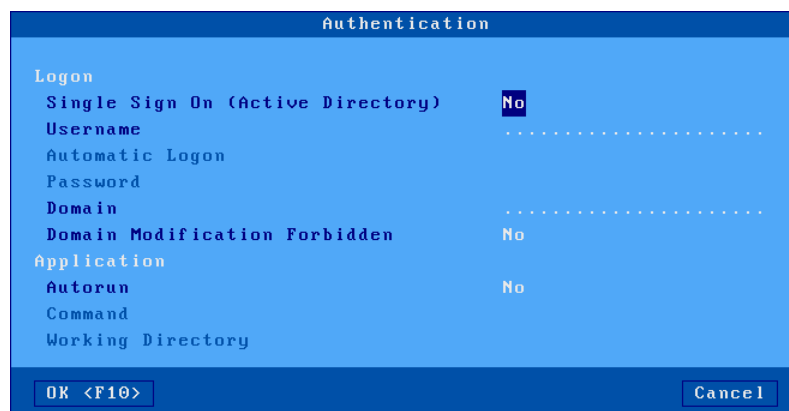 Authentication
Logon
Single Sign On (Active Directory) No
Username ......................
Automatic Logon
Password
Domain ......................
Domain Modification Forbidden No
Application
Autorun No
Command
Working Directory
OK <F10> Cancel